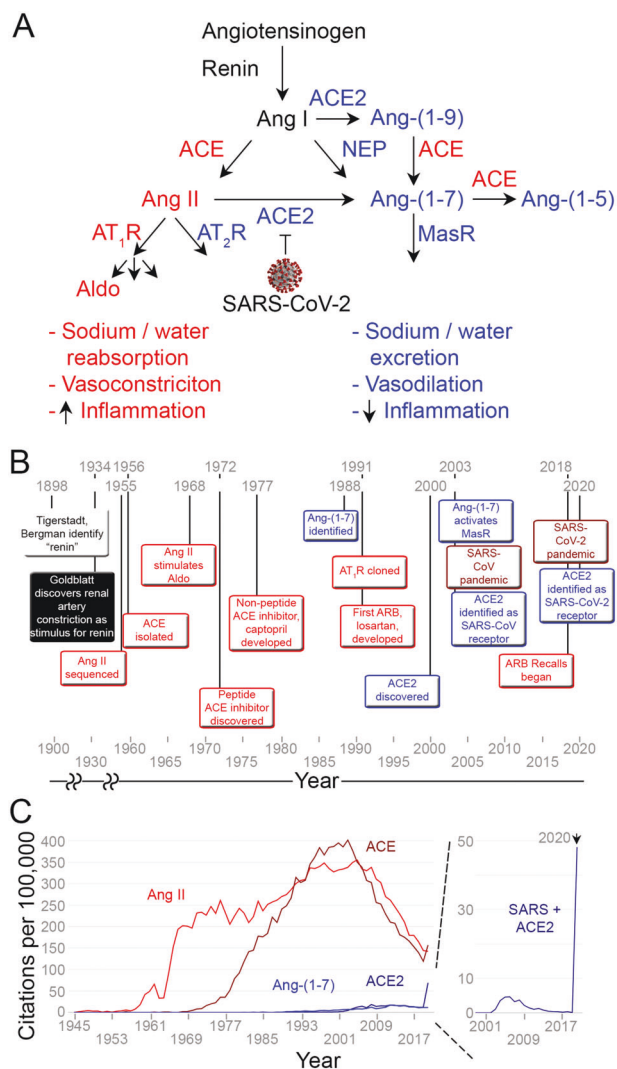 A
Angiotensinogen
Renin
ACE2
Ang I
Ang-(1-9)
ACE
NEP
ACE
Ang II
ACE2
Ang-(1-7)
ACE
Ang-(1-5)
AT1R
AT2R
MasR
Aldo
SARS-CoV-2
- Sodium / water
reabsorption
- Vasoconstriciton
- Inflammation
- Sodium / water
excretion
- Vasodilation
- Inflammation
B
1934 1956 1972 1991 2003 2018
1898 1955 1968 1977 1988 2000 2020
Tigerstadt,
Bergman identify
“renin”
Goldblatt
discovers renal
artery
constriction as
stimulus for renin
Ang II
sequenced
ACE
isolated
Ang II
stimulates
Aldo
Peptide
ACE inhibitor
discovered
Non-peptide
ACE inhibitor,
captopril
developed
Ang-(1-7)
identified
AT1R cloned
First ARB,
losartan,
developed
ACE2
discovered
Ang-(1-7)
activates
MasR
SARS-
CoV
pandemic
ACE2
identified as
SARS-CoV
receptor
SARS-
CoV-2
pandemic
ACE2
identified as
SARS-CoV-2
receptor
ARB Recalls
began
1900 1960 1970 1980 1990 2000 2010 2020
1930 1965 1975 1985 1995 2005 2015
Year
C
Citations per 100,000
400
350
300
250
200
150
100
50
0
Ang II
ACE
Ang-(1-7)
ACE2
1945 1961 1977 1993 2009
1953 1969 1985 2001 2017
Year
50
40
30
20
10
0
2020
SARS +
ACE2
2001 2017
2009